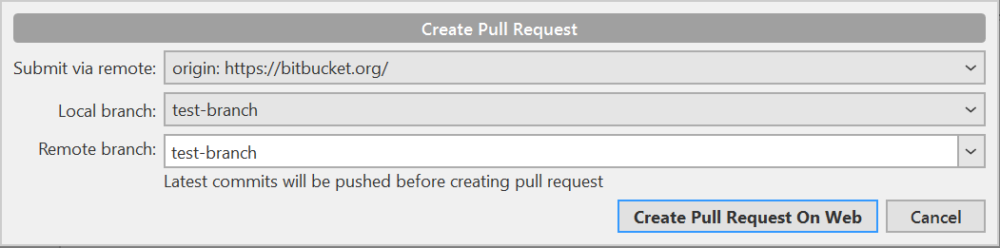 Create Pull Request
Submit via remote: origin: https://bitbucket.org/
Local branch: test-branch
Remote branch: test-branch
Latest commits will be pushed before creating pull request
Create Pull Request On Web Cancel